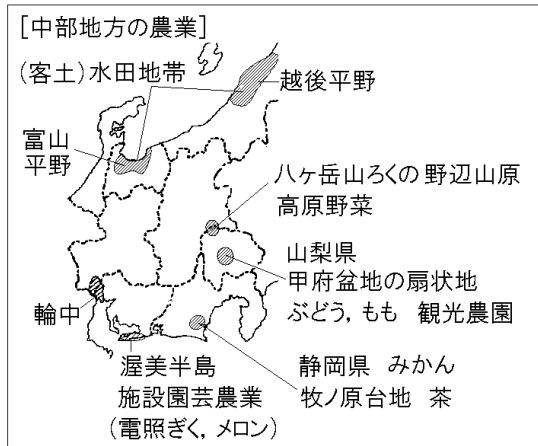 [中部地方の農業]
(客土)水田地帯
越後平野
富山
平野
八ヶ岳山ろくの野辺山原
高原野菜
山梨県
甲府盆地の扇状地
ぶどう,もも 観光農園
輪中
渥美半島
施設園芸農業
(電照ぎく,メロン)
静岡県 みかん
牧ノ原台地 茶